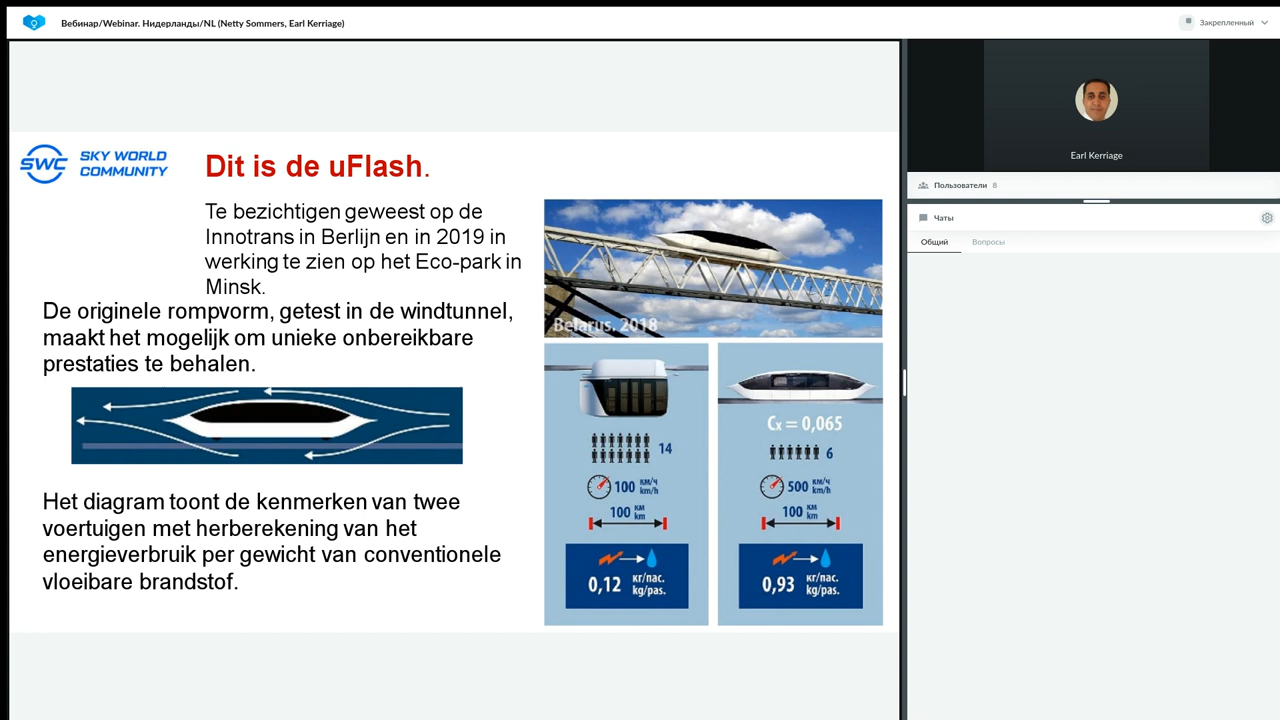 Вебинар/Webinar. Нидерланды/NL (Netty Sommers, Earl Kerriage)
Закрепленный
SWC SKY WORLD
COMMUNITY
Dit is de uFlash.
Te bezichtigen geweest op de
Innotrans in Berlijn en in 2019 in
werking te zien op het Eco-park in
Minsk.
De originele rompvorm, getest in de windtunnel,
maakt het mogelijk om unieke onbereikbare
prestaties te behalen.
Het diagram toont de kenmerken van twee
voertuigen met herberekening van het
energieverbruik per gewicht van conventionele
vloeibare brandstof.
Belarus, 2018
14
100 км/ч
km/h
100 км
km
0,12 кг/пас.
kg/pas.
Cx = 0,065
6
500 км/ч
km/h
100 км
km
0,93 кг/пас.
kg/pas.
Earl Kerriage
Пользователи 8
Чаты
Общий Вопросы